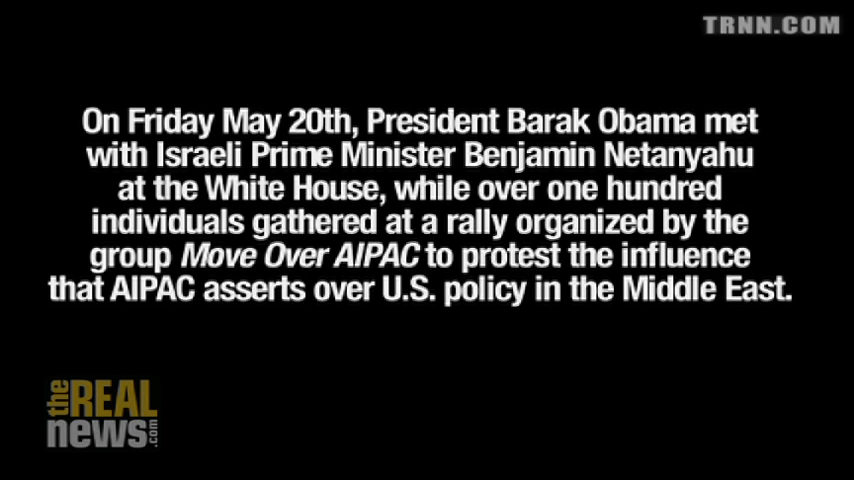 TRNN.COM
On Friday May 20th, President Barak Obama met
with Israeli Prime Minister Benjamin Netanyahu
at the White House, while over one hundred
individuals gathered at a rally organized by the
group Move Over AIPAC to protest the influence
that AIPAC asserts over U.S. policy in the Middle East.
the REAL
news.com